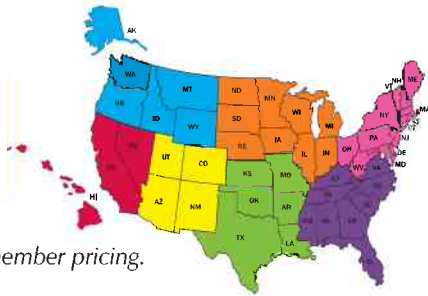 AK
WA
MT
ND
MN
OR
ID
WY
SD
WI
MI
VT
NH
ME
MA
NY
CT
NE
IA
IL
IN
OH
PA
NJ
DE
MD
WV
VA
UT
CO
KS
MO
AZ
NM
OK
AR
TX
LA
HI
ember pricing.